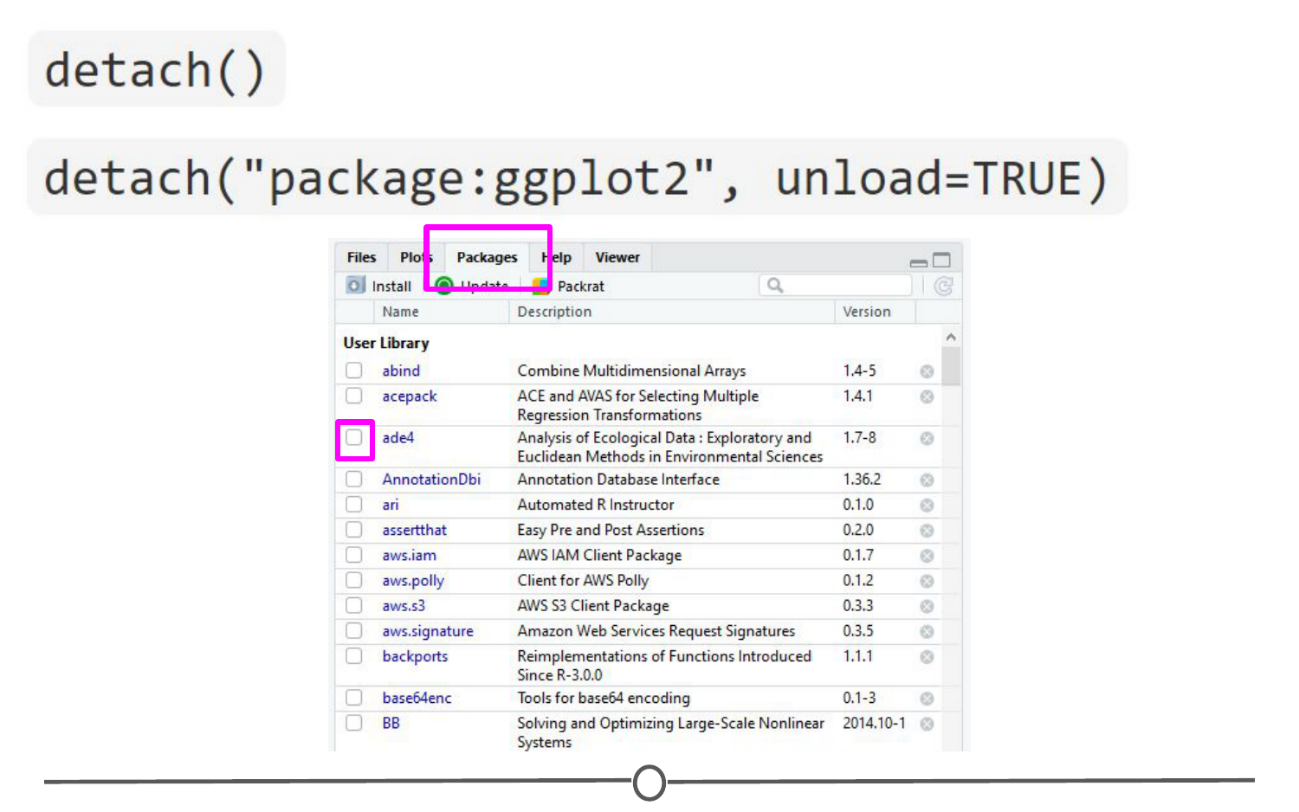 detach()
detach("package:ggplot2", unload=TRUE)
Files Plots Packages Help Viewer
Install Update Packrat
Name Description Version
User Library
abind Combine Multidimensional Arrays 1.4-5
acepack ACE and AVAS for Selecting Multiple 1.4.1
Regression Transformations
ade4 Analysis of Ecological Data : Exploratory and 1.7-8
Euclidean Methods in Environmental Sciences
AnnotationDbi Annotation Database Interface 1.36.2
ari Automated R Instructor 0.1.0
assertthat Easy Pre and Post Assertions 0.2.0
aws.iam AWS IAM Client Package 0.1.7
aws.polly Client for AWS Polly 0.1.2
aws.s3 AWS S3 Client Package 0.3.3
aws.signature Amazon Web Services Request Signatures 0.3.5
backports Reimplementations of Functions Introduced 1.1.1
Since R-3.0.0
base64enc Tools for base64 encoding 0.1-3
BB Solving and Optimizing Large-Scale Nonlinear 2014.10-1
Systems